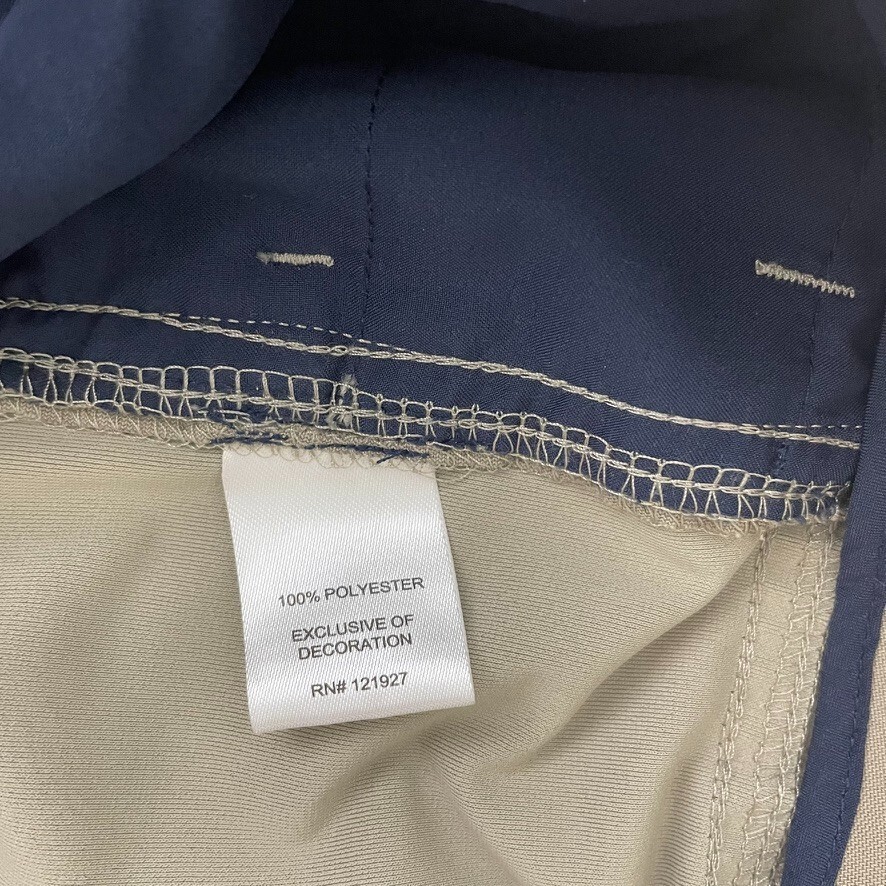 100% POLYESTER
EXCLUSIVE OF
DECORATION
RN# 121927